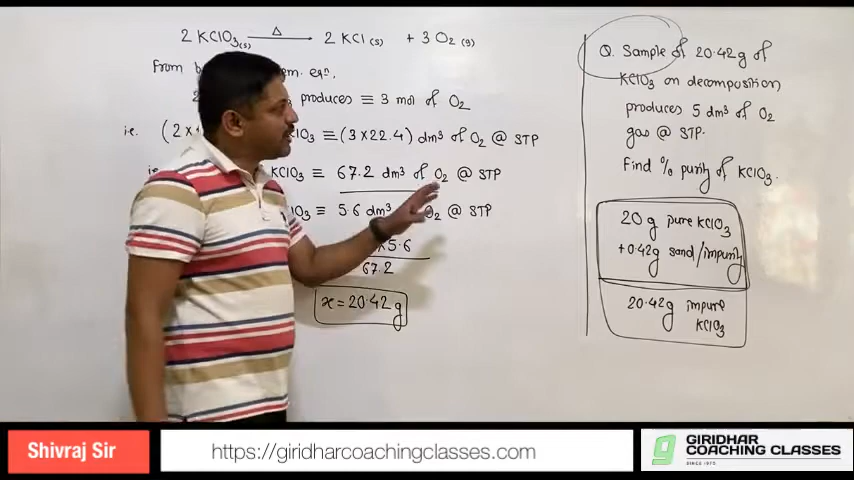 2 KClO₃(s) —Δ→ 2 KCl(s) + 3 O₂(g)
From b em. eqⁿ.
2 produces ≡ 3 mol of O₂
i.e. (2 × lO₃ ≡ (3 × 22.4) dm³ of O₂ @ STP
i.e. KClO₃ ≡ 67.2 dm³ of O₂ @ STP
lO₃ ≡ 5.6 dm³ O₂ @ STP
× 5.6
67.2
x = 20.42 g
Q. Sample of 20.42 g of
KClO₃ on decomposition
produces 5 dm³ of O₂
gas @ STP.
Find % purity of KClO₃.
20 g pure KClO₃
+ 0.42 g sand/impurity
20.42 g impure
KClO₃
Shivraj Sir
https://giridharcoachingclasses.com
GIRIDHAR
COACHING CLASSES
SINCE 1975